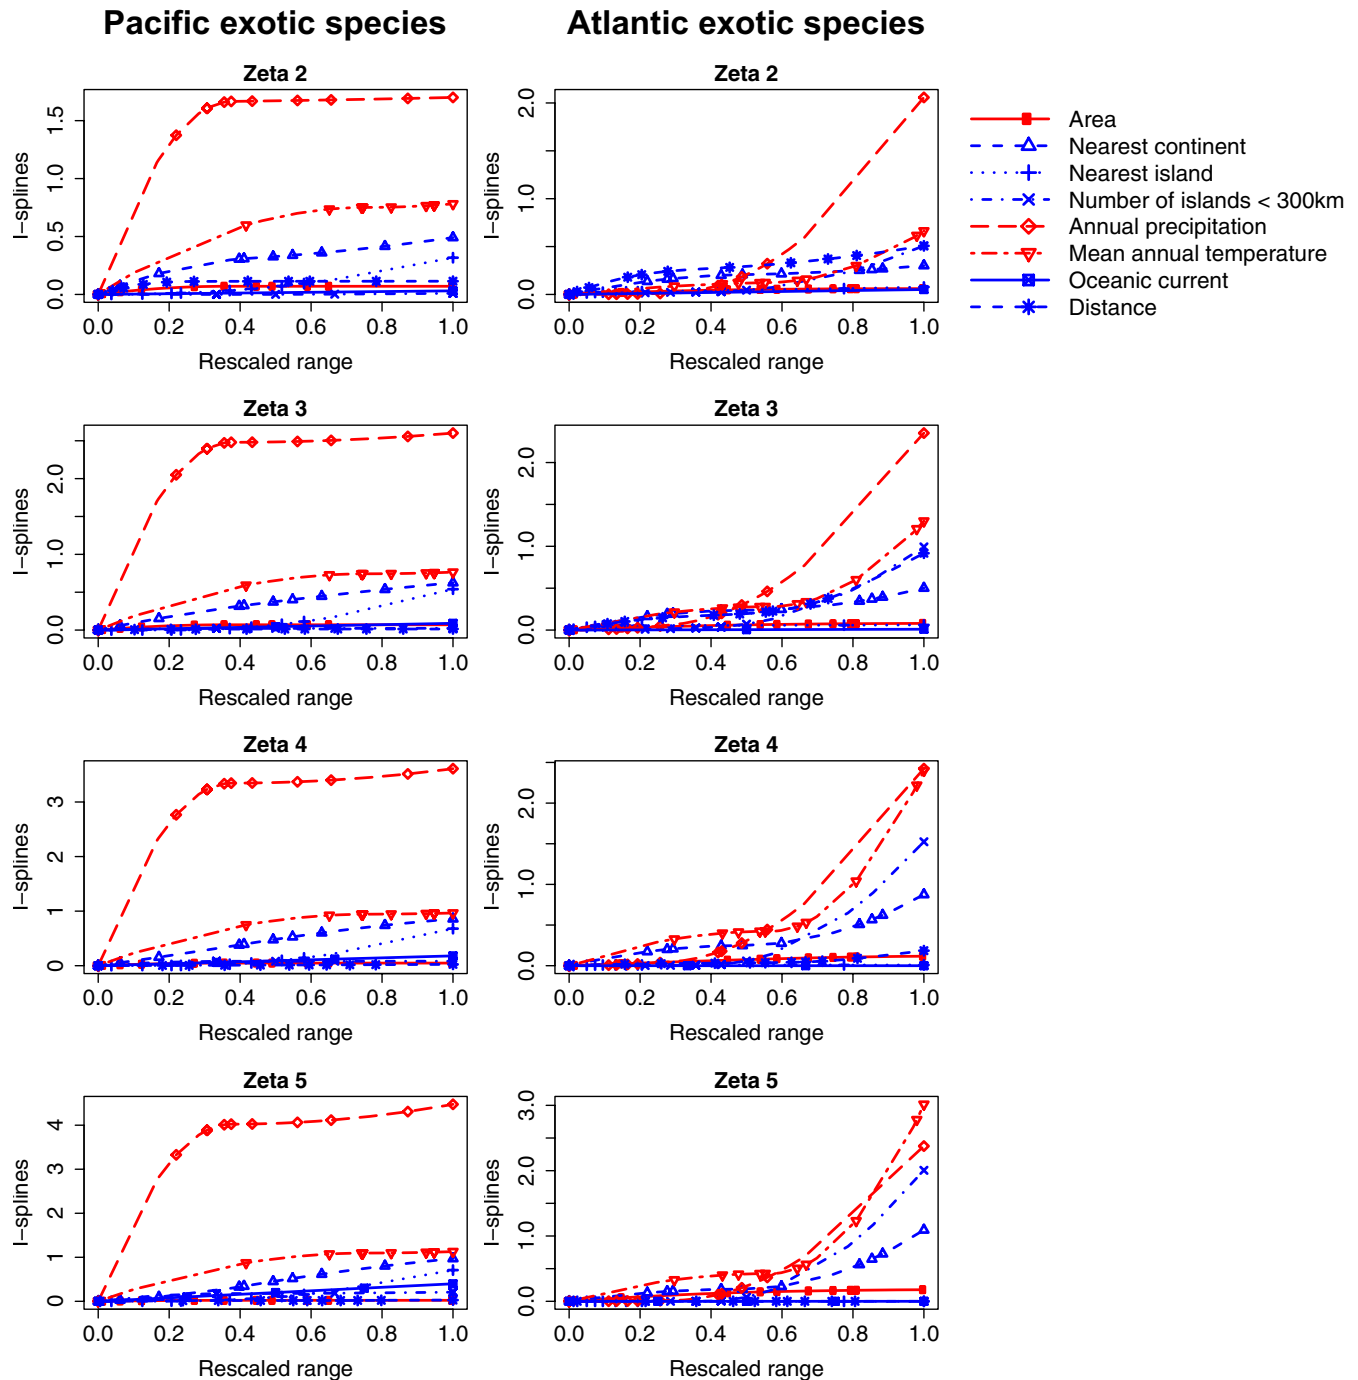 Pacific exotic species
Atlantic exotic species
Zeta 2
I−splines
0.0 0.5 1.0 1.5
0.0 0.2 0.4 0.6 0.8 1.0
Rescaled range
Zeta 2
I−splines
0.0 1.0 2.0
0.0 0.2 0.4 0.6 0.8 1.0
Rescaled range
Area
Nearest continent
Nearest island
Number of islands < 300km
Annual precipitation
Mean annual temperature
Oceanic current
Distance
Zeta 3
I−splines
0.0 1.0 2.0
0.0 0.2 0.4 0.6 0.8 1.0
Rescaled range
Zeta 3
I−splines
0.0 1.0 2.0
0.0 0.2 0.4 0.6 0.8 1.0
Rescaled range
Zeta 4
I−splines
0 1 2 3
0.0 0.2 0.4 0.6 0.8 1.0
Rescaled range
Zeta 4
I−splines
0.0 1.0 2.0
0.0 0.2 0.4 0.6 0.8 1.0
Rescaled range
Zeta 5
I−splines
0 1 2 3 4
0.0 0.2 0.4 0.6 0.8 1.0
Rescaled range
Zeta 5
I−splines
0.0 1.0 2.0 3.0
0.0 0.2 0.4 0.6 0.8 1.0
Rescaled range